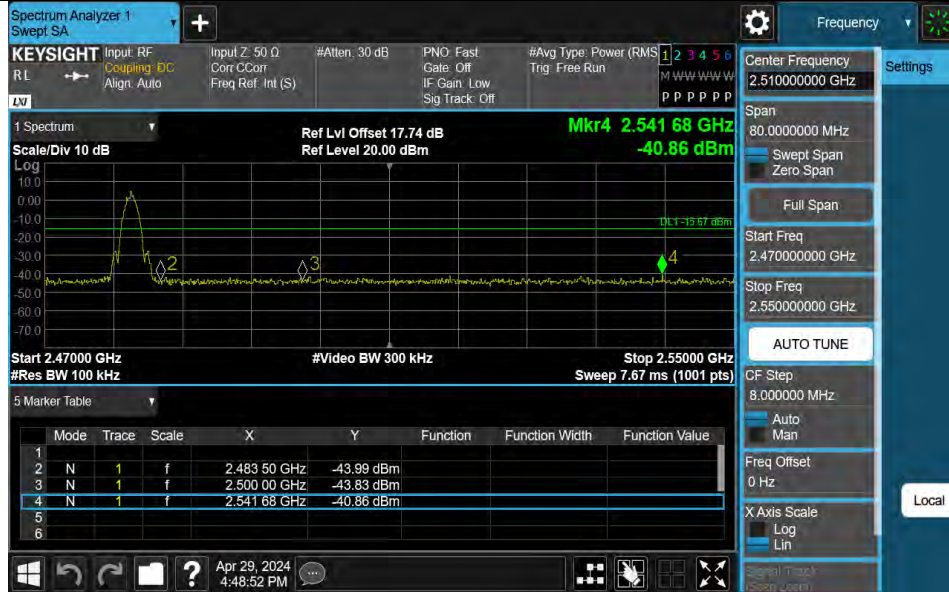 Spectrum Analyzer 1
Swept SA
Frequency
KEYSIGHT
RL
LXI
Input: RF
Coupling: DC
Align: Auto
Input Z: 50 Ω
Corr CCorr
Freq Ref: Int (S)
#Atten: 30 dB
PNO: Fast
Gate: Off
IF Gain: Low
Sig Track: Off
#Avg Type: Power (RMS
Trig: Free Run
1 2 3 4 5 6
M W W W W W
P P P P P P
1 Spectrum
Scale/Div 10 dB
Ref Lvl Offset 17.74 dB
Ref Level 20.00 dBm
Mkr4 2.541 68 GHz
-40.86 dBm
Log
10.0
0.00
-10.0
-20.0
-30.0
-40.0
-50.0
-60.0
-70.0
DL1 -15.67 dBm
2
3
4
Start 2.47000 GHz
#Res BW 100 kHz
#Video BW 300 kHz
Stop 2.55000 GHz
Sweep 7.67 ms (1001 pts)
5 Marker Table
Mode Trace Scale X Y Function Function Width Function Value
1
2 N 1 f 2.483 50 GHz -43.99 dBm
3 N 1 f 2.500 00 GHz -43.83 dBm
4 N 1 f 2.541 68 GHz -40.86 dBm
5
6
Apr 29, 2024
4:48:52 PM
Center Frequency
2.510000000 GHz
Span
80.0000000 MHz
Swept Span
Zero Span
Full Span
Start Freq
2.470000000 GHz
Stop Freq
2.550000000 GHz
AUTO TUNE
CF Step
8.000000 MHz
Auto
Man
Freq Offset
0 Hz
X Axis Scale
Log
Lin
Signal Track
(Span Zoom)
Settings
Local